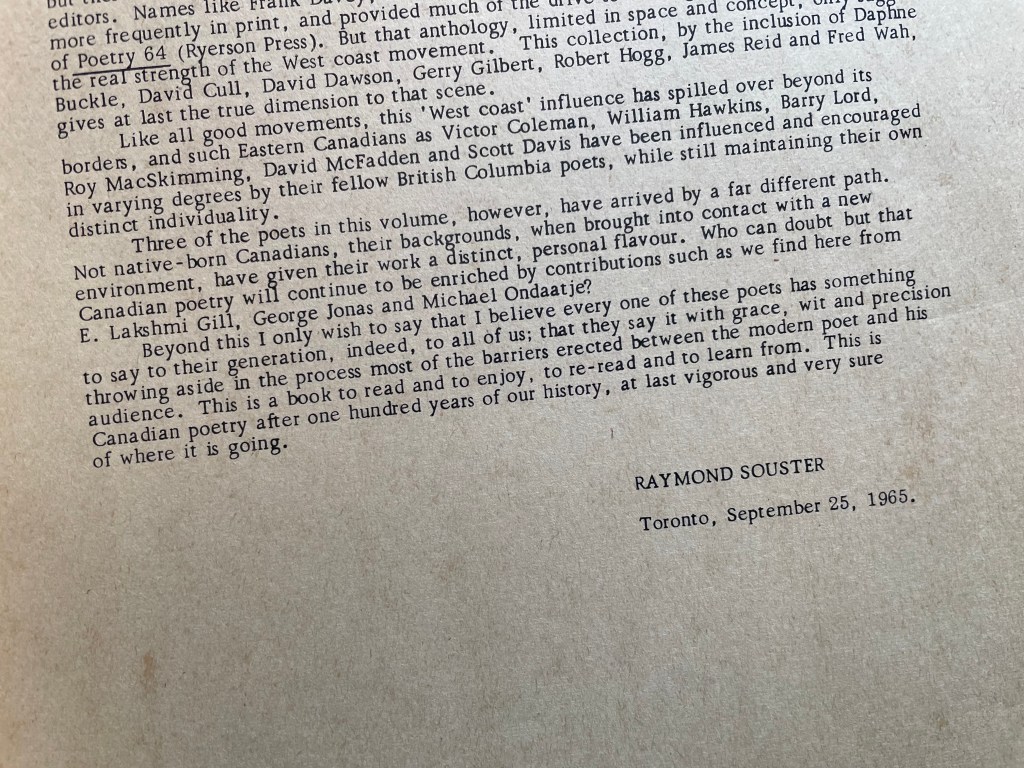 editors. Names like Frank
more frequently in print, and provided much of the drive
of Poetry 64 (Ryerson Press). But that anthology, limited in space and concept, only
the real strength of the West coast movement. This collection, by the inclusion of Daphne
Buckle, David Cull, David Dawson, Gerry Gilbert, Robert Hogg, James Reid and Fred Wah,
gives at last the true dimension to that scene.
Like all good movements, this 'West coast' influence has spilled over beyond its
borders, and such Eastern Canadians as Victor Coleman, William Hawkins, Barry Lord,
Roy MacSkimming, David McFadden and Scott Davis have been influenced and encouraged
in varying degrees by their fellow British Columbia poets, while still maintaining their own
distinct individuality.
Three of the poets in this volume, however, have arrived by a far different path.
Not native-born Canadians, their backgrounds, when brought into contact with a new
environment, have given their work a distinct, personal flavour. Who can doubt but that
Canadian poetry will continue to be enriched by contributions such as we find here from
E. Lakshmi Gill, George Jonas and Michael Ondaatje?
Beyond this I only wish to say that I believe every one of these poets has something
to say to their generation, indeed, to all of us; that they say it with grace, wit and precision
throwing aside in the process most of the barriers erected between the modern poet and his
audience. This is a book to read and to enjoy, to re-read and to learn from. This is
Canadian poetry after one hundred years of our history, at last vigorous and very sure
of where it is going.
RAYMOND SOUSTER
Toronto, September 25, 1965.